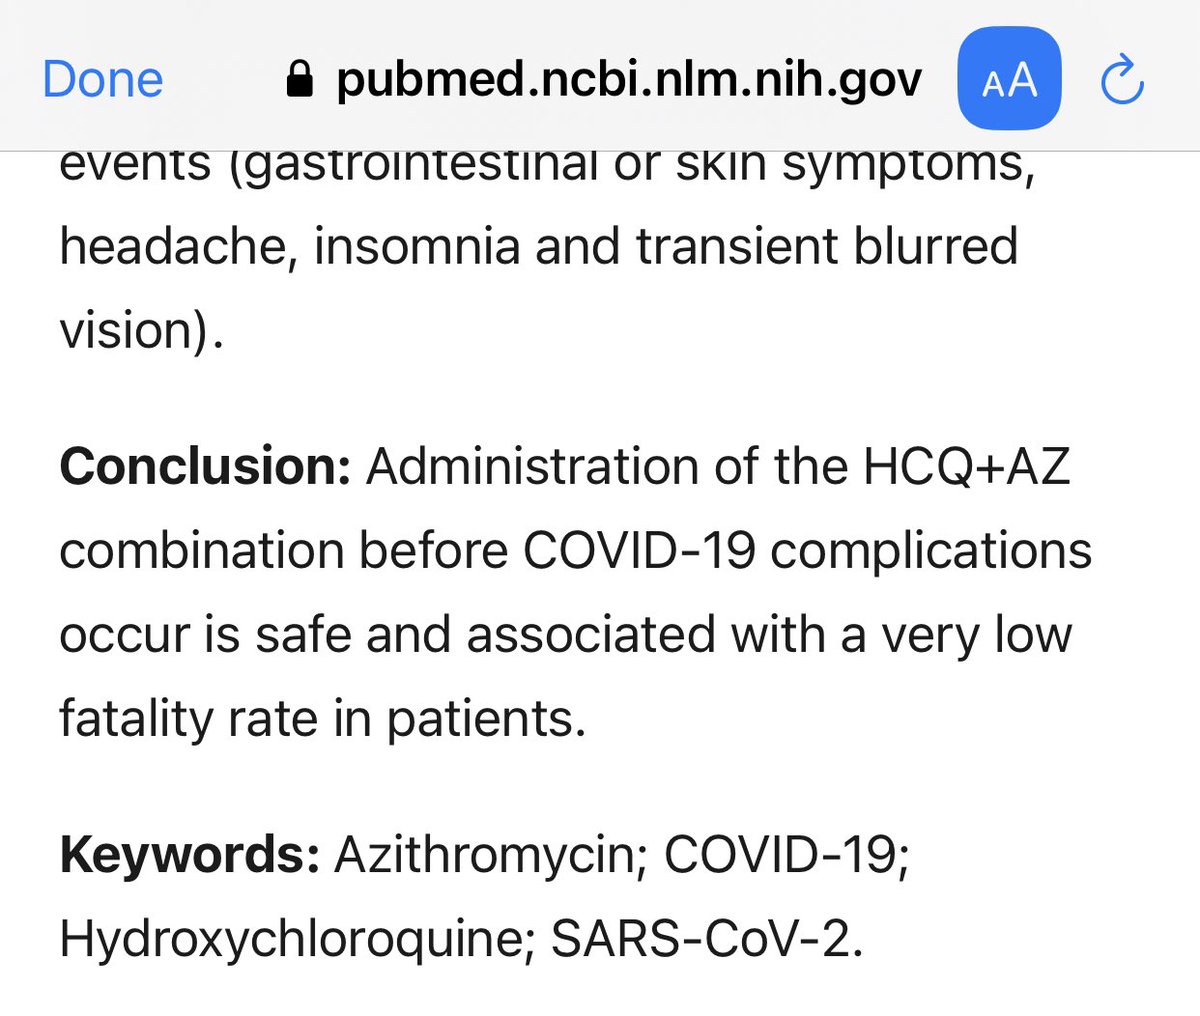 Done pubmed.ncbi.nlm.nih.gov AA
events (gastrointestinal or skin symptoms,
headache, insomnia and transient blurred
vision).
Conclusion: Administration of the HCQ+AZ
combination before COVID-19 complications
occur is safe and associated with a very low
fatality rate in patients.
Keywords: Azithromycin; COVID-19;
Hydroxychloroquine; SARS-CoV-2.